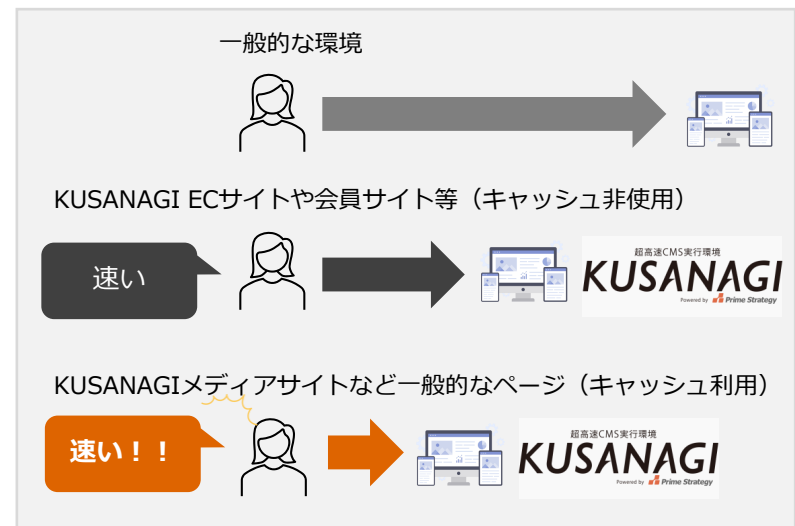 一般的な環境
KUSANAGI ECサイトや会員サイト等（キャッシュ非使用）
速い
超高速CMS実行環境
KUSANAGI
Powered by Prime Strategy
KUSANAGIメディアサイトなど一般的なページ（キャッシュ利用）
速い！！
超高速CMS実行環境
KUSANAGI
Powered by Prime Strategy